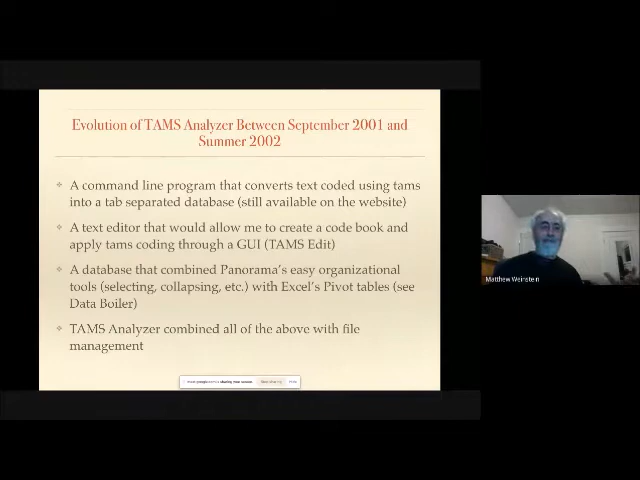 Evolution of TAMS Analyzer Between September 2001 and
Summer 2002
A command line program that converts text coded using tams
into a tab separated database (still available on the website)
A text editor that would allow me to create a code book and
apply tams coding through a GUI (TAMS Edit)
A database that combined Panorama's easy organizational
tools (selecting, collapsing, etc.) with Excel's Pivot tables (see
Data Boiler)
TAMS Analyzer combined all of the above with file
management
Matthew Weinstein